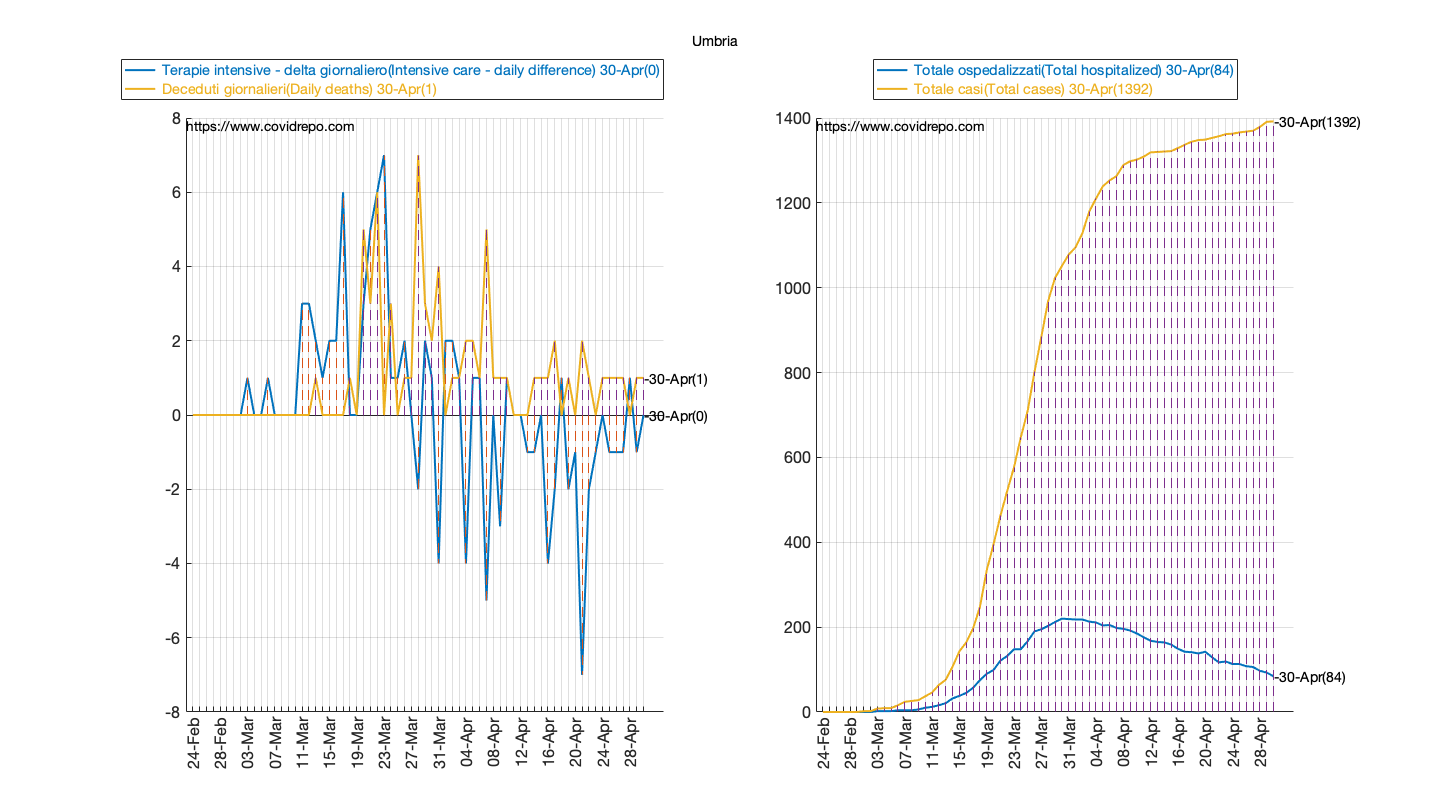 Umbria
Terapie intensive - delta giornaliero(Intensive care - daily difference) 30-Apr(0)
Deceduti giornalieri(Daily deaths) 30-Apr(1)
8
https://www.covidrepo.com
6
4
2
0
-2
-4
-6
-8
-30-Apr(1)
-30-Apr(0)
24-Feb
28-Feb
03-Mar
07-Mar
11-Mar
15-Mar
19-Mar
23-Mar
27-Mar
31-Mar
04-Apr
08-Apr
12-Apr
16-Apr
20-Apr
24-Apr
28-Apr
Totale ospedalizzati(Total hospitalized) 30-Apr(84)
Totale casi(Total cases) 30-Apr(1392)
1400
https://www.covidrepo.com
1200
1000
800
600
400
200
0
-30-Apr(1392)
-30-Apr(84)
24-Feb
28-Feb
03-Mar
07-Mar
11-Mar
15-Mar
19-Mar
23-Mar
27-Mar
31-Mar
04-Apr
08-Apr
12-Apr
16-Apr
20-Apr
24-Apr
28-Apr